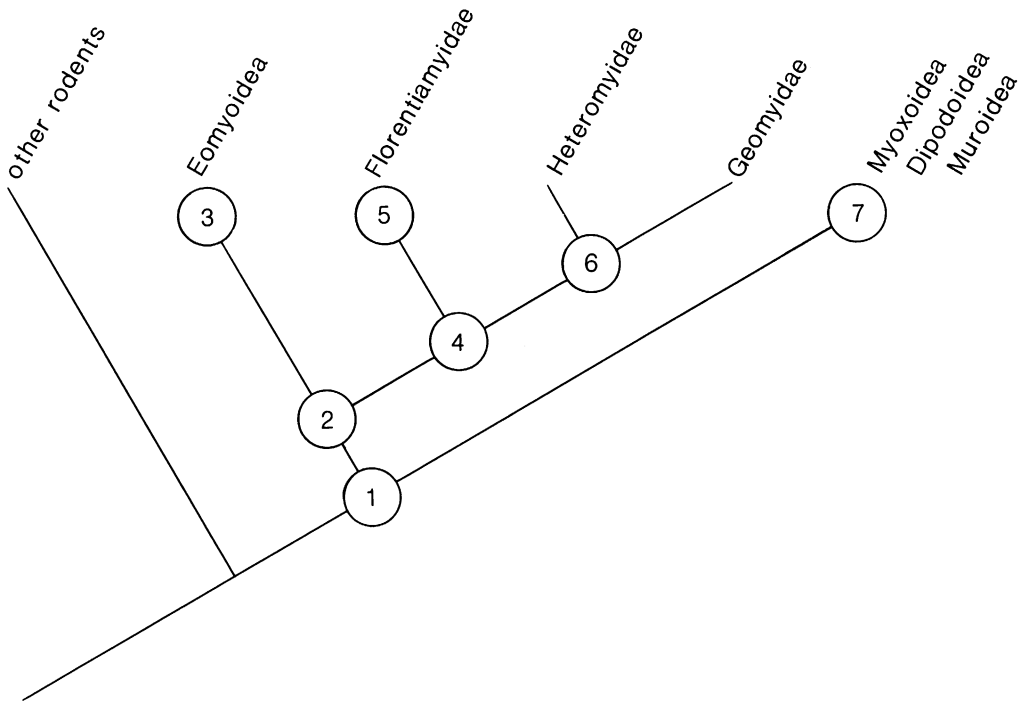 other rodents
Eomyoidea
Florentiamyidae
Heteromyidae
Geomyidae
Myoxoidea
Dipodoidea
Muroidea
3
5
7
6
4
2
1